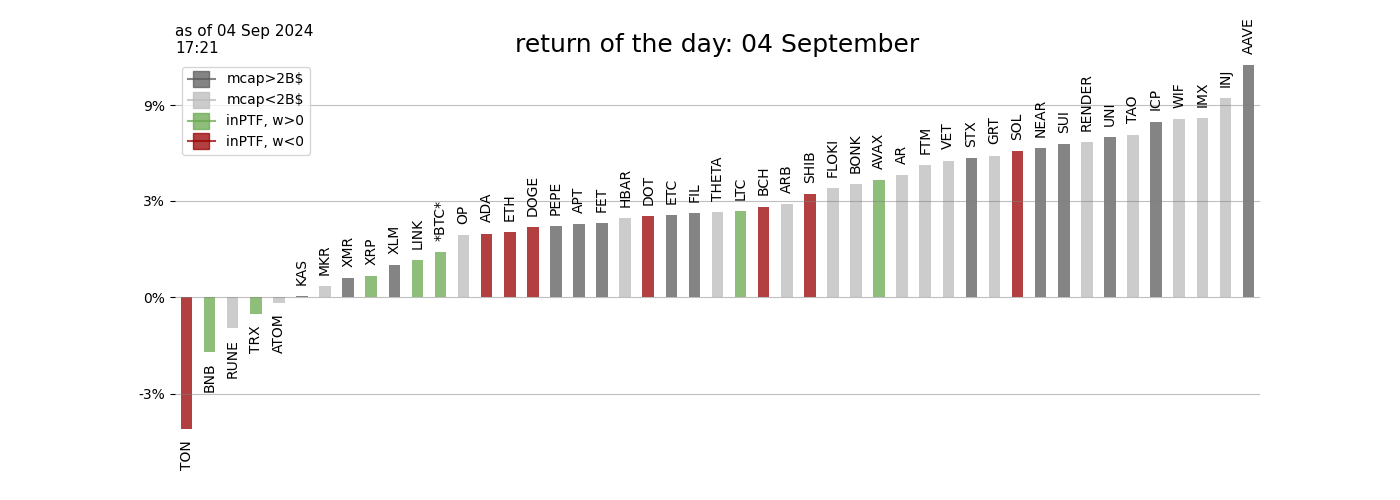 as of 04 Sep 2024
17:21
return of the day: 04 September
mcap>2B$
mcap<2B$
inPTF, w>0
inPTF, w<0
9%
3%
0%
-3%
TON
BNB
RUNE
TRX
ATOM
KAS
MKR
XMR
XRP
XLM
LINK
*BTC*
OP
ADA
ETH
DOGE
PEPE
APT
FET
HBAR
DOT
ETC
FIL
THETA
LTC
BCH
ARB
SHIB
FLOKI
BONK
AVAX
AR
FTM
VET
STX
GRT
SOL
NEAR
SUI
RENDER
UNI
TAO
ICP
WIF
IMX
INJ
AAVE